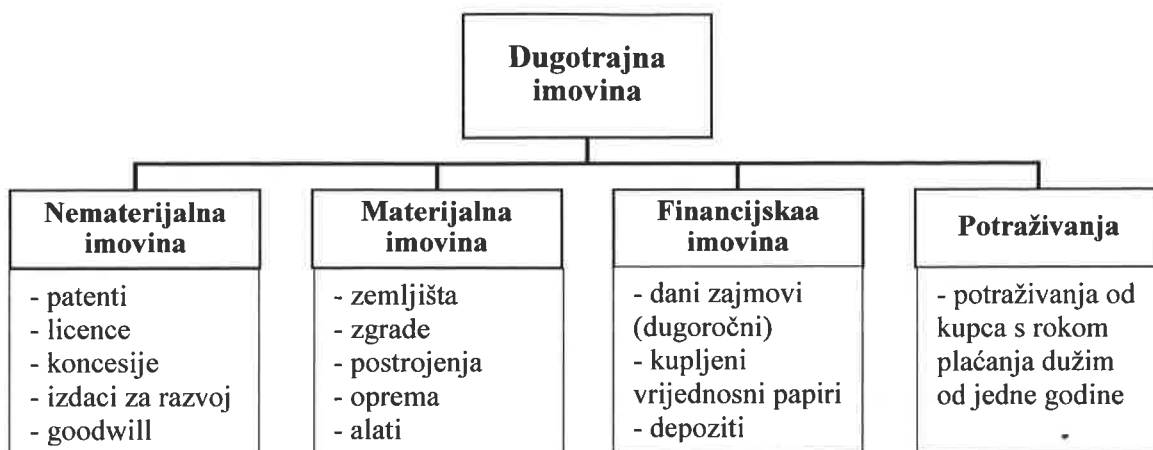 Dugotrajna
imovina
Nematerijalna
imovina
- patenti
- licence
- koncesije
- izdaci za razvoj
- goodwill
Materijalna
imovina
- zemljišta
- zgrade
- postrojenja
- oprema
- alati
Financijskaa
imovina
- dani zajmovi
(dugoročni)
- kupljeni
vrijednosni papiri
- depoziti
Potraživanja
- potraživanja od
kupca s rokom
plaćanja dužim
od jedne godine